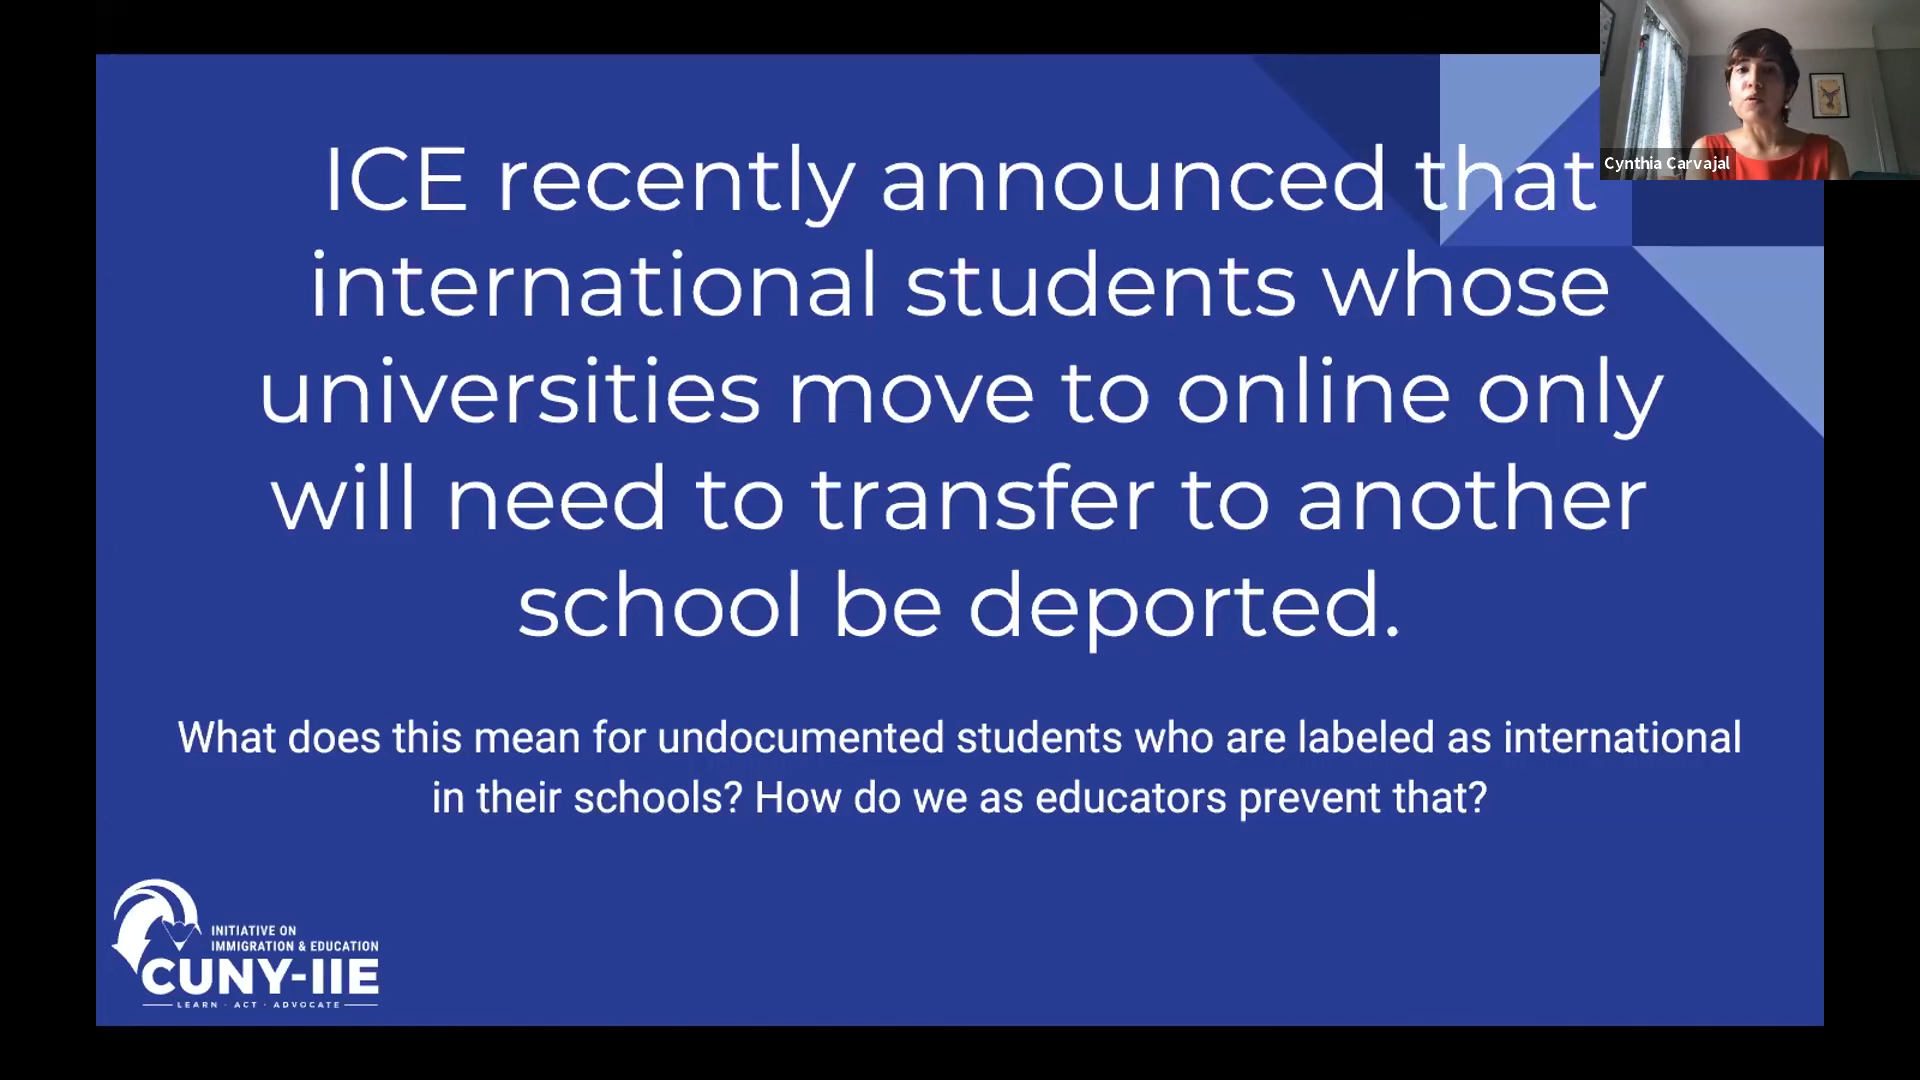 ICE recently announced that
international students whose
universities move to online only
will need to transfer to another
school be deported.
What does this mean for undocumented students who are labeled as international
in their schools? How do we as educators prevent that?
INITIATIVE ON
IMMIGRATION & EDUCATION
CUNY-IIE
LEARN · ACT · ADVOCATE
Cynthia Carvajal